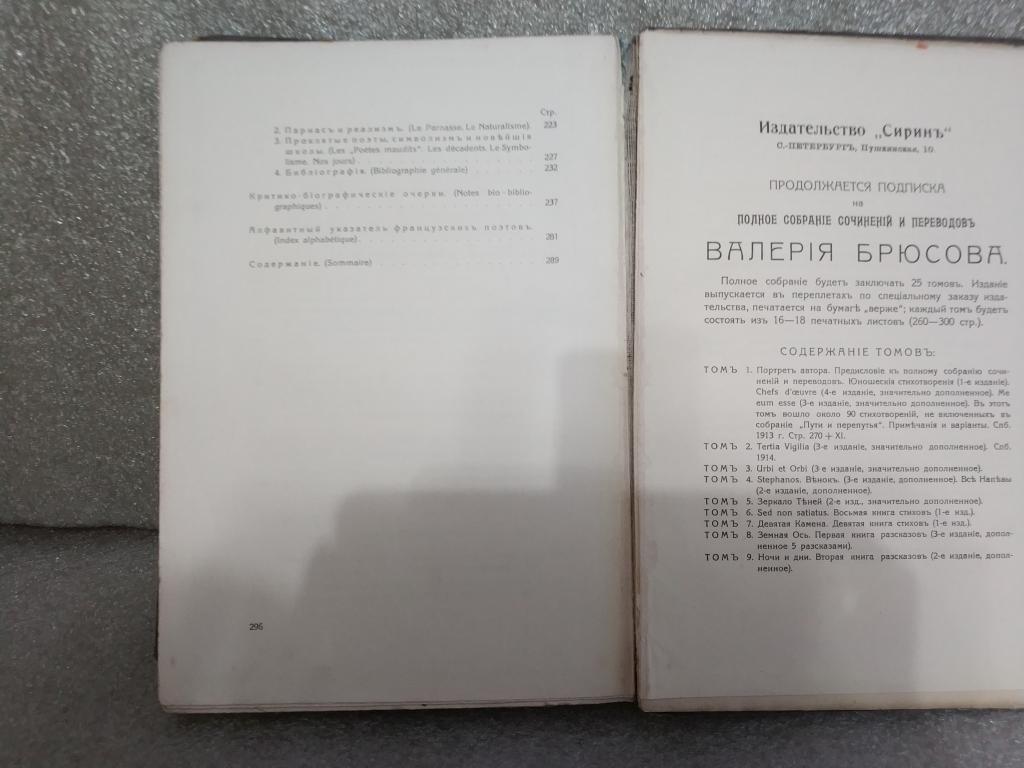 Стр.
2. Парнасъ и реализмъ. (Le Parnasse. Le Naturalisme). 223
3. Проклятые поэты, символизмъ и новѣйшія
школы. (Les „Poètes maudits“. Les décadents. Le Symbo-
lisme. Nos jours) . . . . . . . . . . . . . 227
4. Библіографія. (Bibliographie générale) . . . . . . . 232
Критико-біографическіе очерки. (Notes bio-biblio-
graphiques) . . . . . . . . . . . . . . . . 237
Алфавитный указатель французскихъ поэтовъ.
(Index alphabétique) . . . . . . . . . . . . . 281
Содержаніе. (Sommaire) . . . . . . . . . . . . 289
296
Издательство „Сиринъ“
С.-ПЕТЕРБУРГЪ, Пушкинская, 10.
ПРОДОЛЖАЕТСЯ ПОДПИСКА
на
ПОЛНОЕ СОБРАНІЕ СОЧИНЕНІЙ И ПЕРЕВОДОВЪ
ВАЛЕРІЯ БРЮСОВА.
Полное собраніе будетъ заключать 25 томовъ. Изданіе
выпускается въ переплетахъ по спеціальному заказу изда-
тельства, печатается на бумагѣ „верже“; каждый томъ будетъ
состоять изъ 16—18 печатныхъ листовъ (260—300 стр.).
СОДЕРЖАНІЕ ТОМОВЪ:
ТОМЪ 1. Портретъ автора. Предисловіе къ полному собранію сочи-
неній и переводовъ. Юношескія стихотворенія (1-е изданіе).
Chefs d'œuvre (4-е изданіе, значительно дополненное). Me
eum esse (3-е изданіе, значительно дополненное). Въ этотъ
томъ вошло около 90 стихотвореній, не включенныхъ въ
собраніе „Пути и перепутья“. Примѣчанія и варіанты. Спб.
1913 г. Стр. 270 + XI.
ТОМЪ 2. Tertia Vigilia (3-е изданіе, значительно дополненное). Спб.
1914.
ТОМЪ 3. Urbi et Orbi (3-е изданіе, значительно дополненное).
ТОМЪ 4. Stephanos. Вѣнокъ. (3-е изданіе, дополненное). Всѣ Напѣвы
(2-е изданіе, дополненное).
ТОМЪ 5. Зеркало Тѣней (2-е изд., значительно дополненное).
ТОМЪ 6. Sed non satiatus. Восьмая книга стиховъ (1-е изд.).
ТОМЪ 7. Девятая Камена. Девятая книга стиховъ (1-е изд.).
ТОМЪ 8. Земная Ось. Первая книга разсказовъ (3-е изданіе, допол-
ненное 5 разсказами).
ТОМЪ 9. Ночи и дни. Вторая книга разсказовъ (2-е изданіе, допол-
ненное).